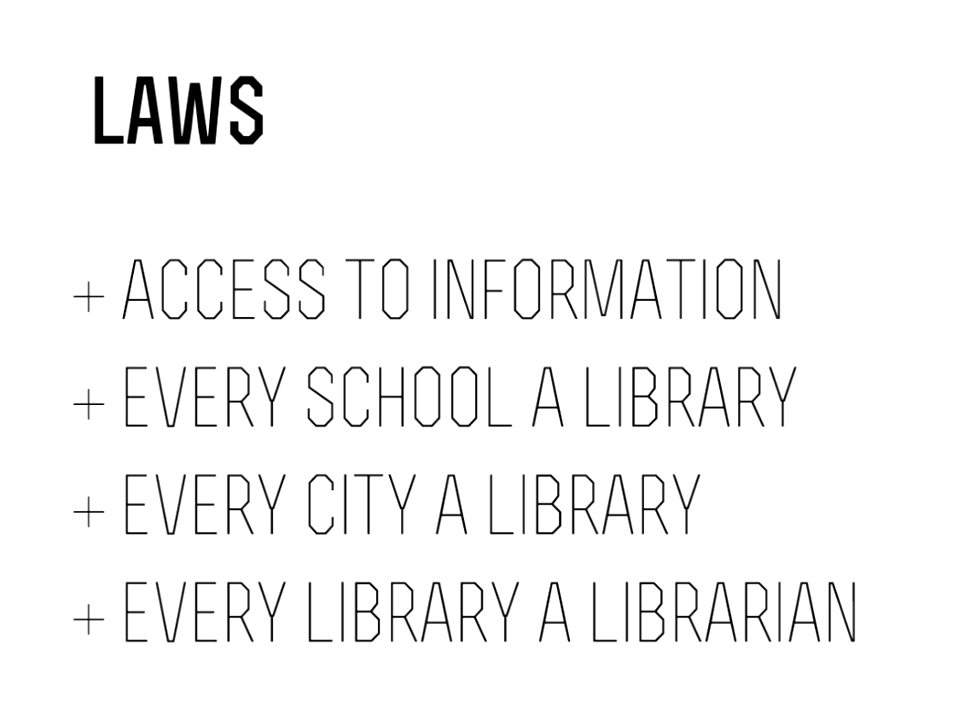 LAWS
+ ACCESS TO INFORMATION
+ EVERY SCHOOL A LIBRARY
+ EVERY CITY A LIBRARY
+ EVERY LIBRARY A LIBRARIAN